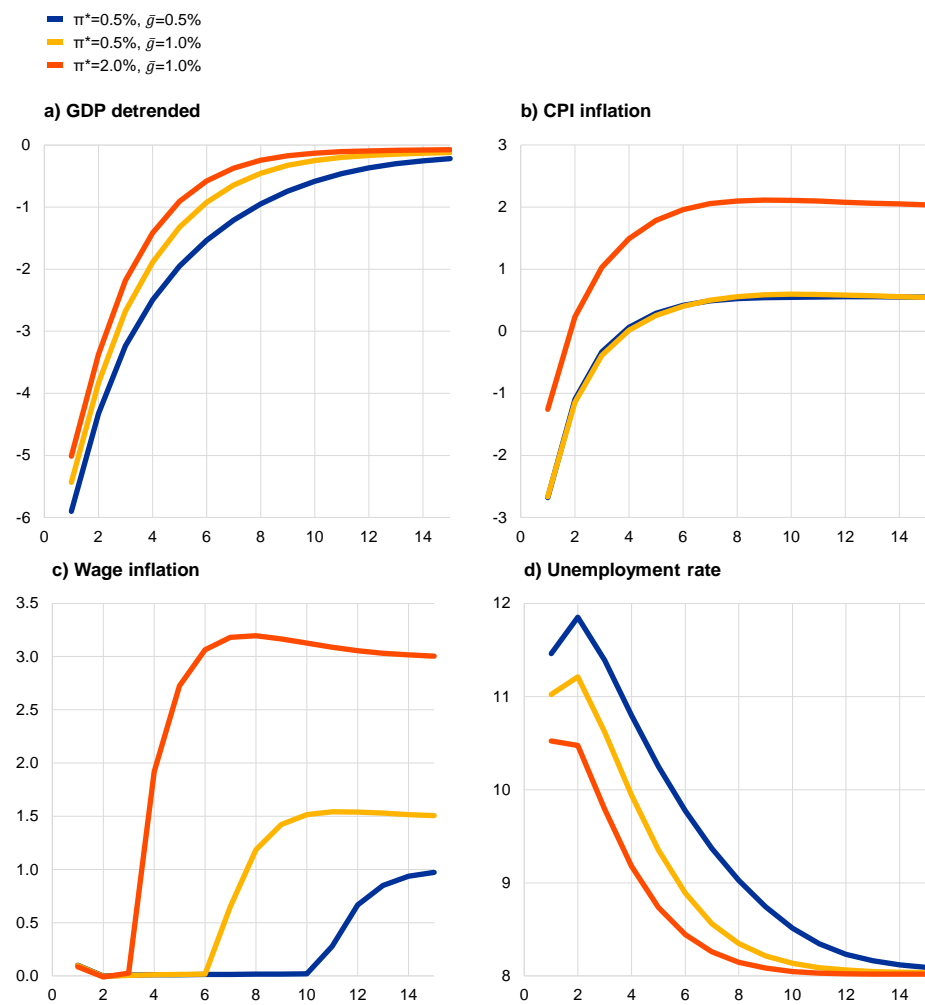 π*=0.5%, ḡ=0.5%
π*=0.5%, ḡ=1.0%
π*=2.0%, ḡ=1.0%
a) GDP detrended
0
-1
-2
-3
-4
-5
-6
0 2 4 6 8 10 12 14
b) CPI inflation
3
2
1
0
-1
-2
-3
0 2 4 6 8 10 12 14
c) Wage inflation
3.5
3.0
2.5
2.0
1.5
1.0
0.5
0.0
0 2 4 6 8 10 12 14
d) Unemployment rate
12
11
10
9
8
0 2 4 6 8 10 12 14